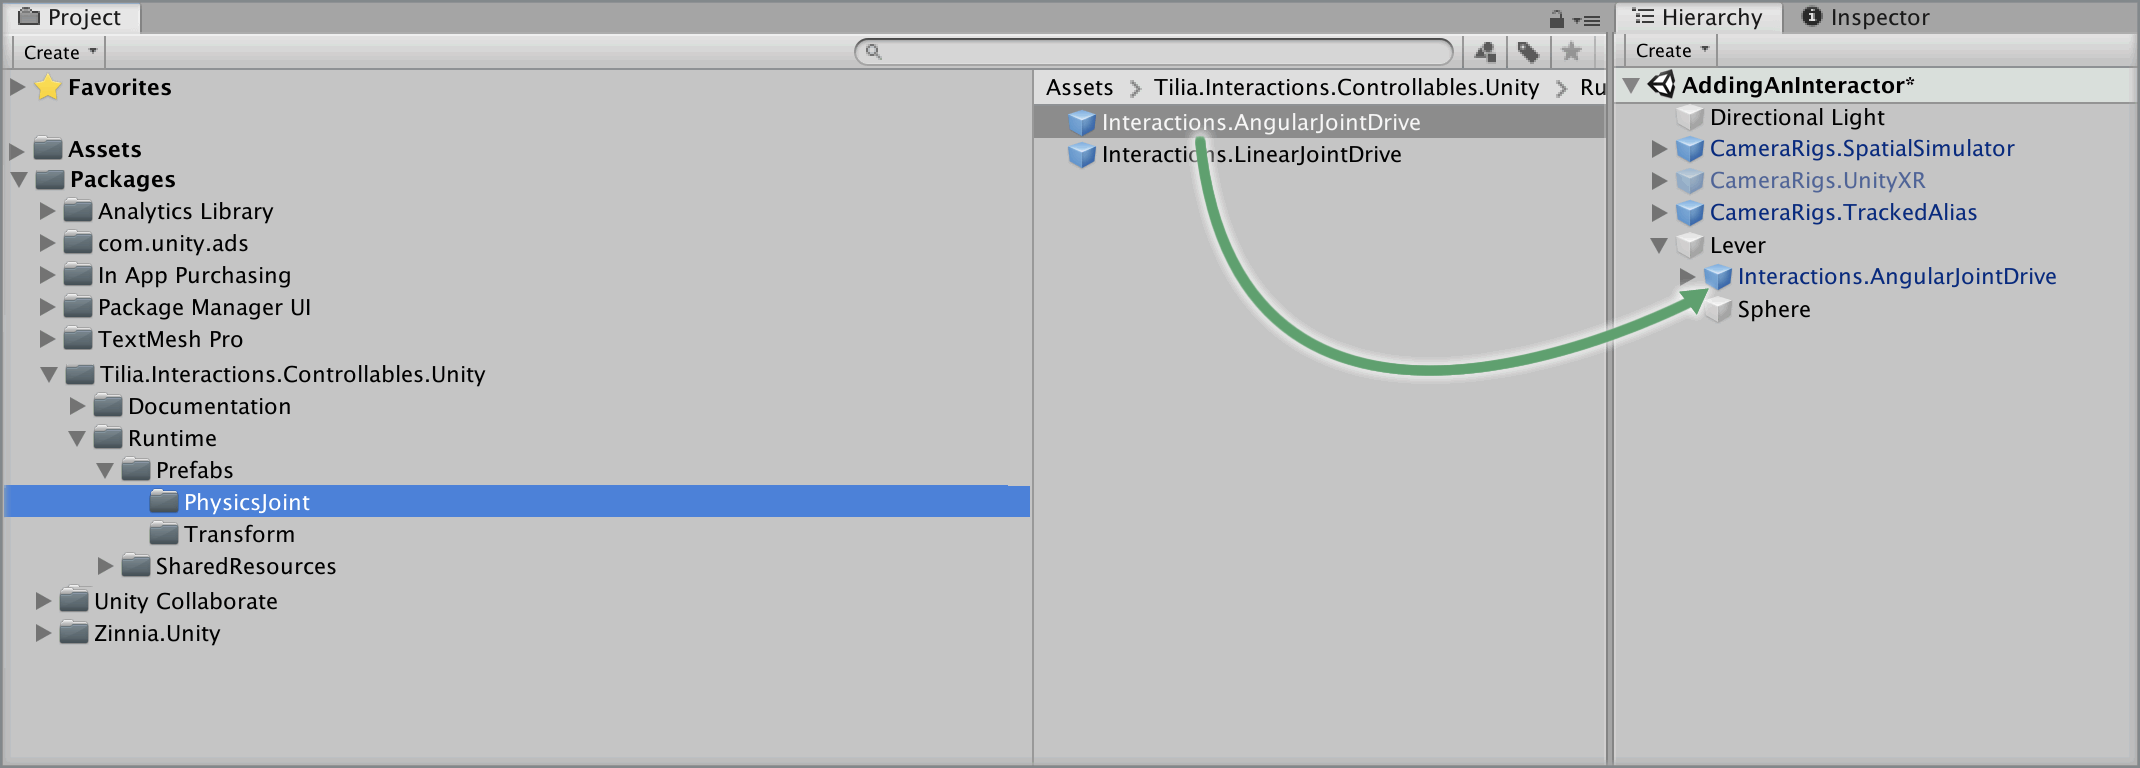 Project
Create
Favorites
Assets
Packages
Analytics Library
com.unity.ads
In App Purchasing
Package Manager UI
TextMesh Pro
Tilia.Interactions.Controllables.Unity
Documentation
Runtime
Prefabs
PhysicsJoint
Transform
SharedResources
Unity Collaborate
Zinnia.Unity
Assets > Tilia.Interactions.Controllables.Unity > Ru
Interactions.AngularJointDrive
Interactions.LinearJointDrive
Hierarchy Inspector
Create
AddingAnInteractor*
Directional Light
CameraRigs.SpatialSimulator
CameraRigs.UnityXR
CameraRigs.TrackedAlias
Lever
Interactions.AngularJointDrive
Sphere